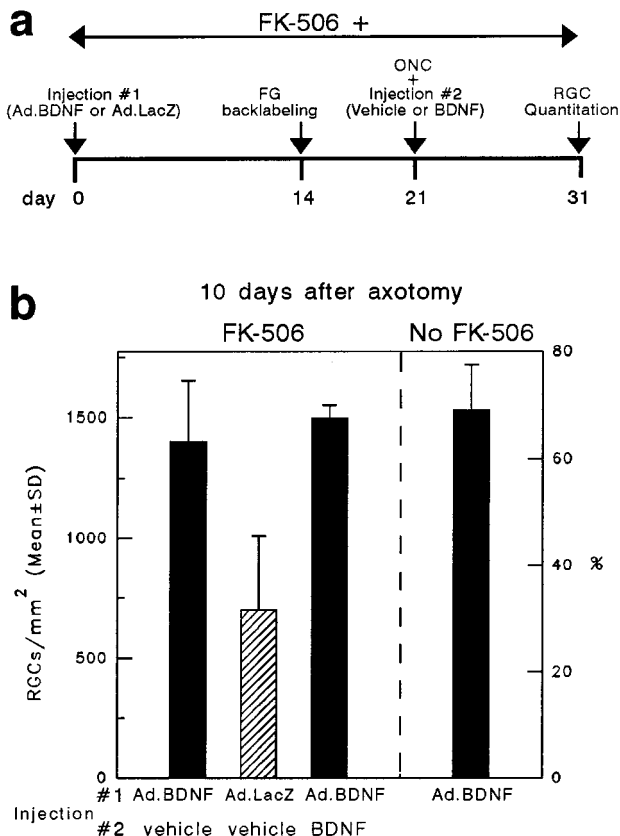 a
FK-506 +
Injection #1
(Ad.BDNF or Ad.LacZ)
FG
backlabeling
ONC
+
Injection #2
(Vehicle or BDNF)
RGC
Quantitation
day 0 14 21 31
b
10 days after axotomy
FK-506 No FK-506
RGCs/mm² (Mean±SD)
1500
1000
500
0
80
60
40
20
0
%
Injection
#1 Ad.BDNF Ad.LacZ Ad.BDNF Ad.BDNF
#2 vehicle vehicle BDNF